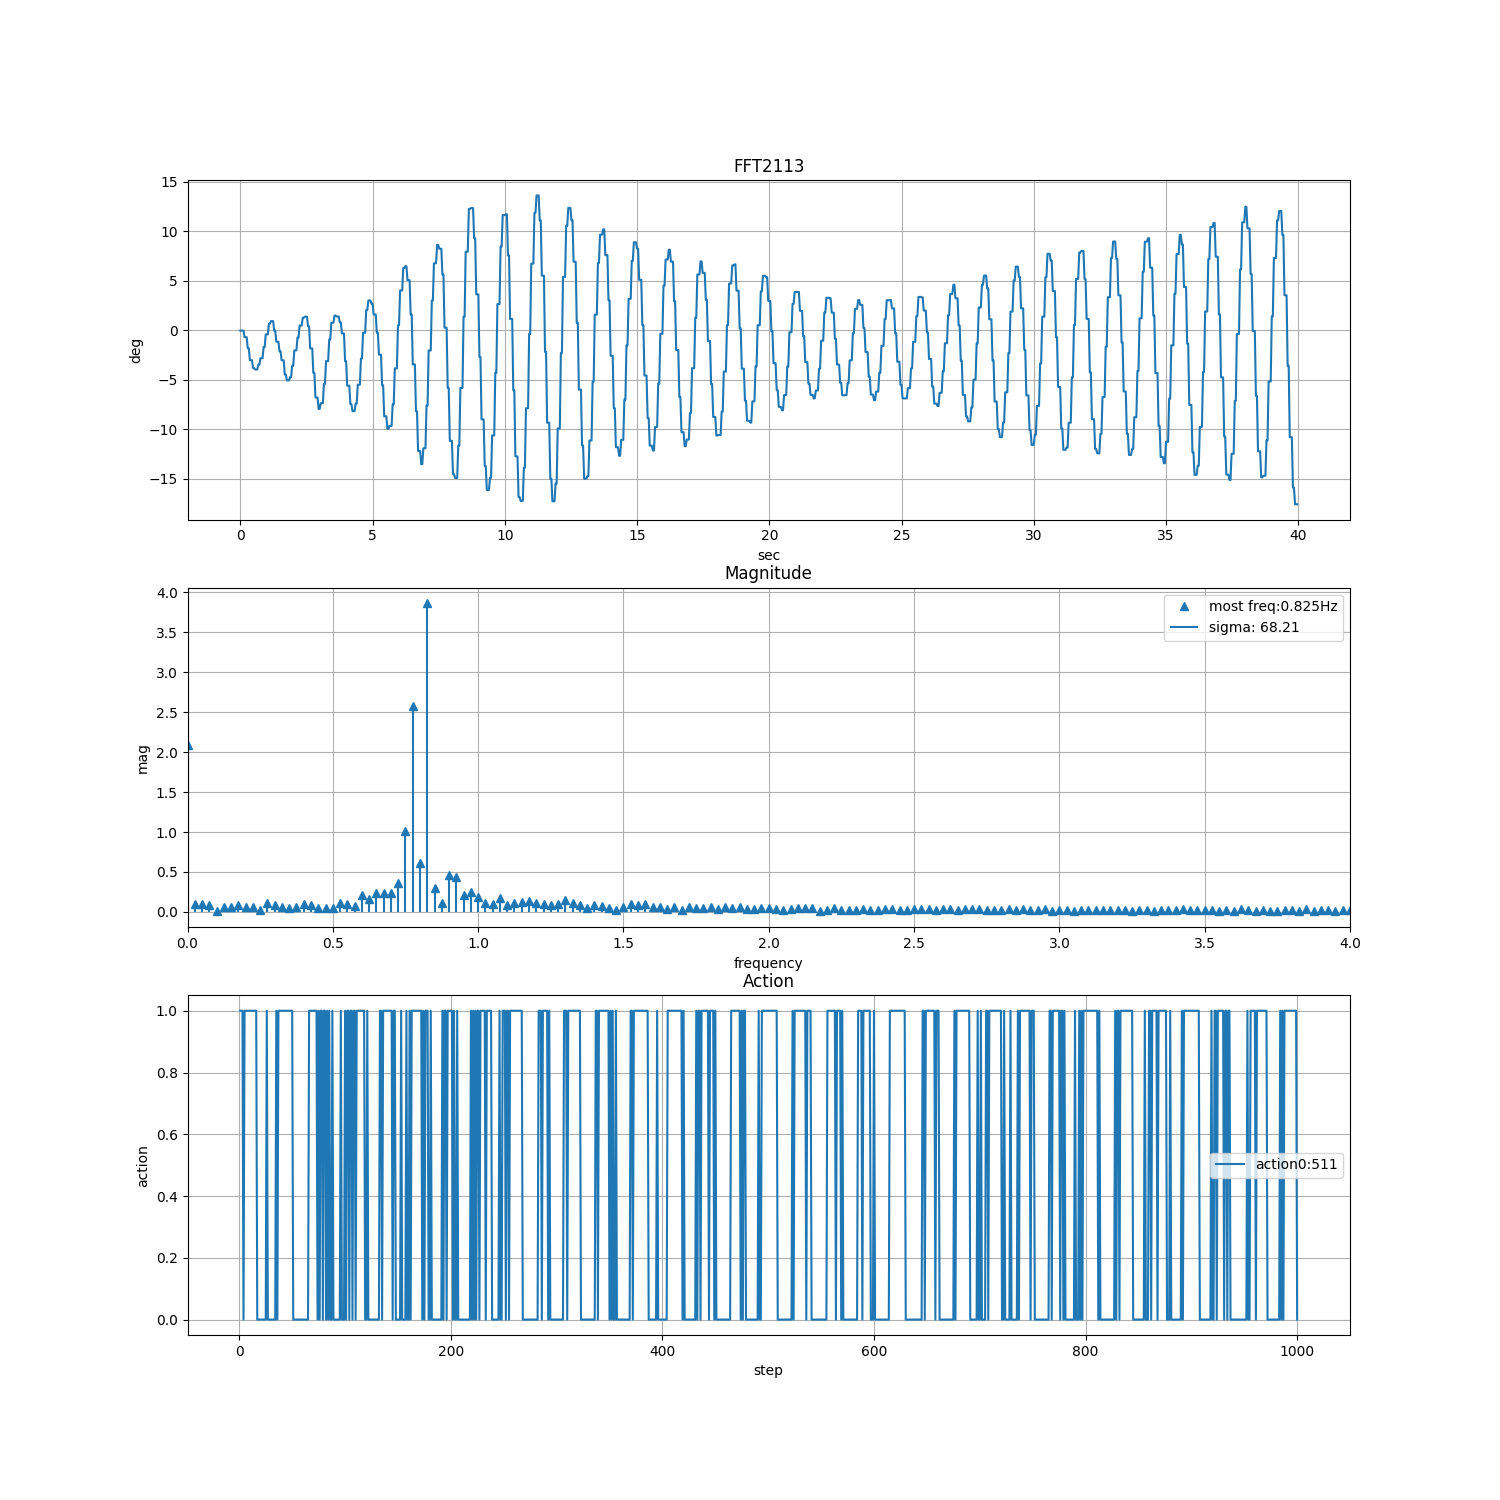 FFT2113
15
10
5
0
−5
−10
−15
deg
0 5 10 15 20 25 30 35 40
sec
Magnitude
4.0
3.5
3.0
2.5
2.0
1.5
1.0
0.5
0.0
mag
most freq:0.825Hz
sigma: 68.21
0.0 0.5 1.0 1.5 2.0 2.5 3.0 3.5 4.0
frequency
Action
1.0
0.8
0.6
0.4
0.2
0.0
action
action0:511
0 200 400 600 800 1000
step